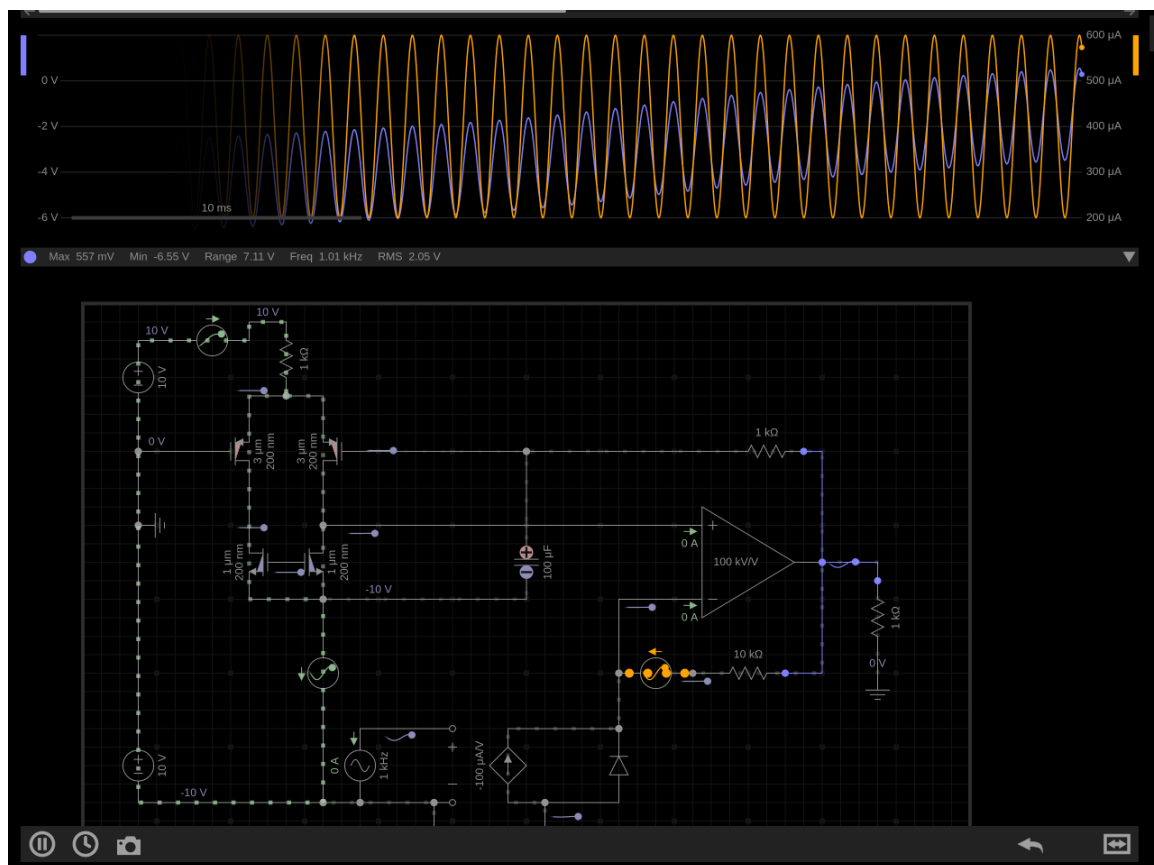 600 µA
0 V
500 µA
-2 V
400 µA
-4 V
300 µA
10 ms
-6 V
200 µA
Max 557 mV Min -6.55 V Range 7.11 V Freq 1.01 kHz RMS 2.05 V
10 V
10 V
1 kΩ
+
−
10 V
0 V
3 µm
200 nm
3 µm
200 nm
1 kΩ
+
0 A
1 µm
200 nm
1 µm
200 nm
100 µF
100 kV/V
-10 V
−
0 A
1 kΩ
10 kΩ
0 V
+
−
10 V
0 A
1 kHz
+
−
-100 µA/V
-10 V